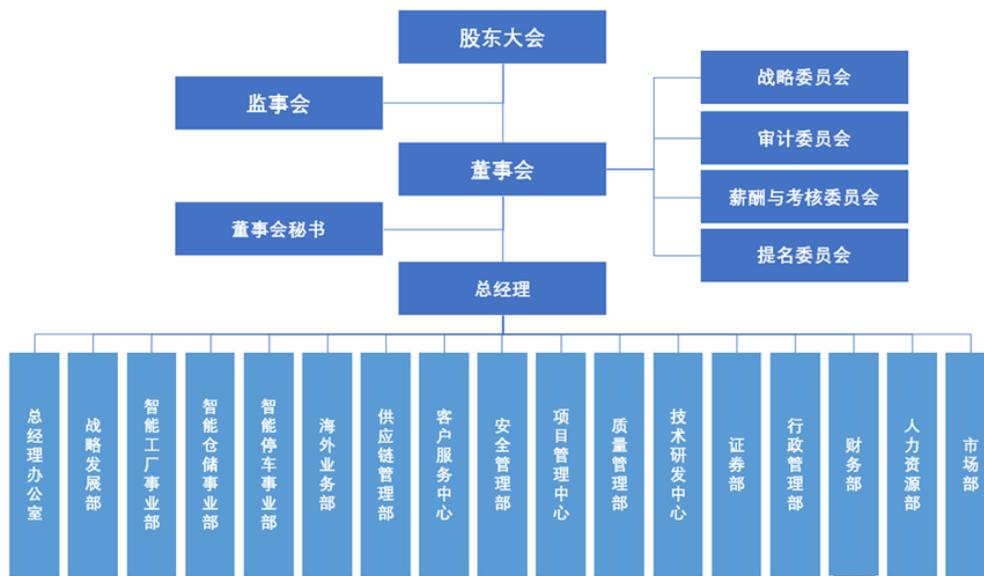 股东大会
监事会
战略委员会
审计委员会
董事会
薪酬与考核委员会
董事会秘书
提名委员会
总经理
总经理办公室
战略发展部
智能工厂事业部
智能仓储事业部
智能停车事业部
海外业务部
供应链管理部
客户服务中心
安全管理部
项目管理中心
质量管理部
技术研发中心
证券部
行政管理部
财务部
人力资源部
市场部